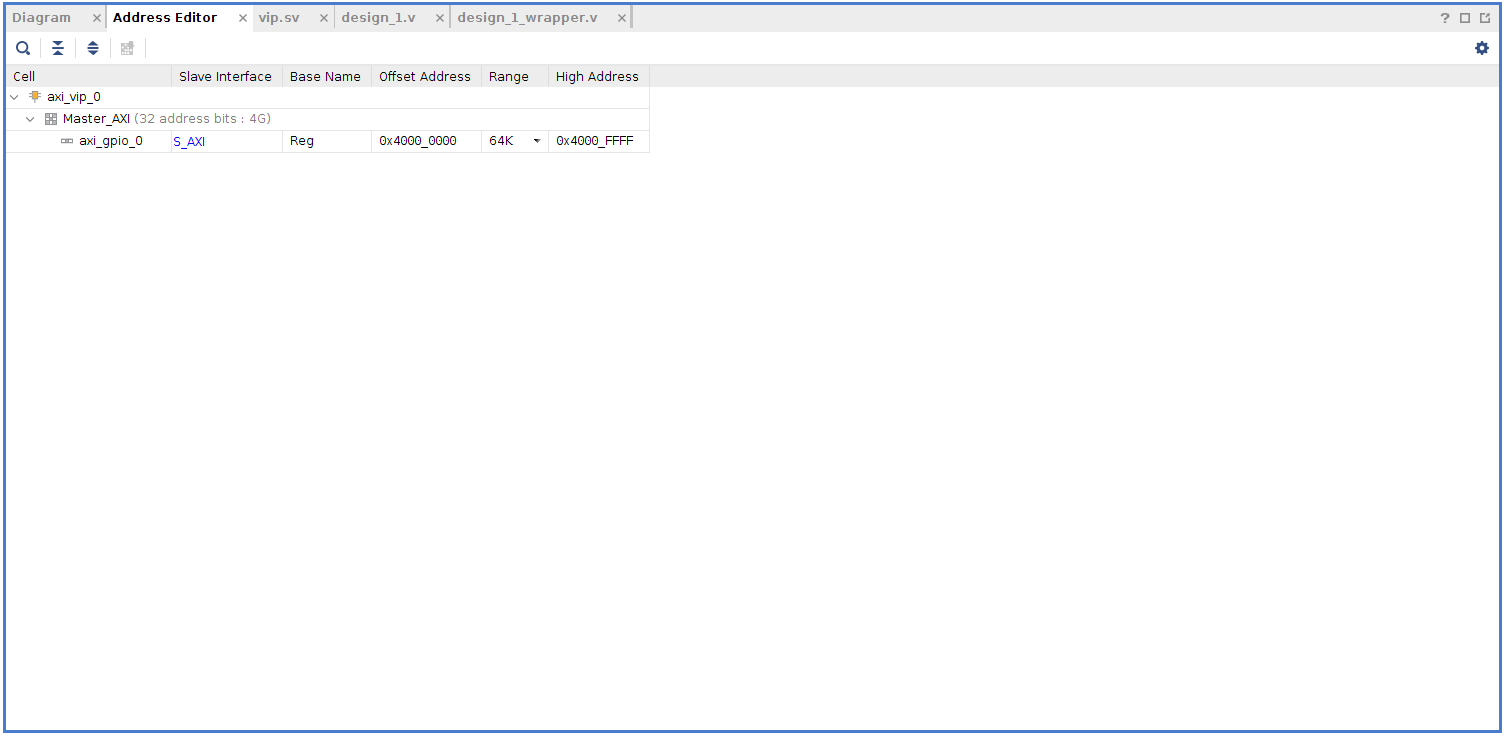 Diagram × Address Editor × vip.sv × design_1.v × design_1_wrapper.v × ?
Cell Slave Interface Base Name Offset Address Range High Address
axi_vip_0
Master_AXI (32 address bits : 4G)
axi_gpio_0 S_AXI Reg 0x4000_0000 64K 0x4000_FFFF